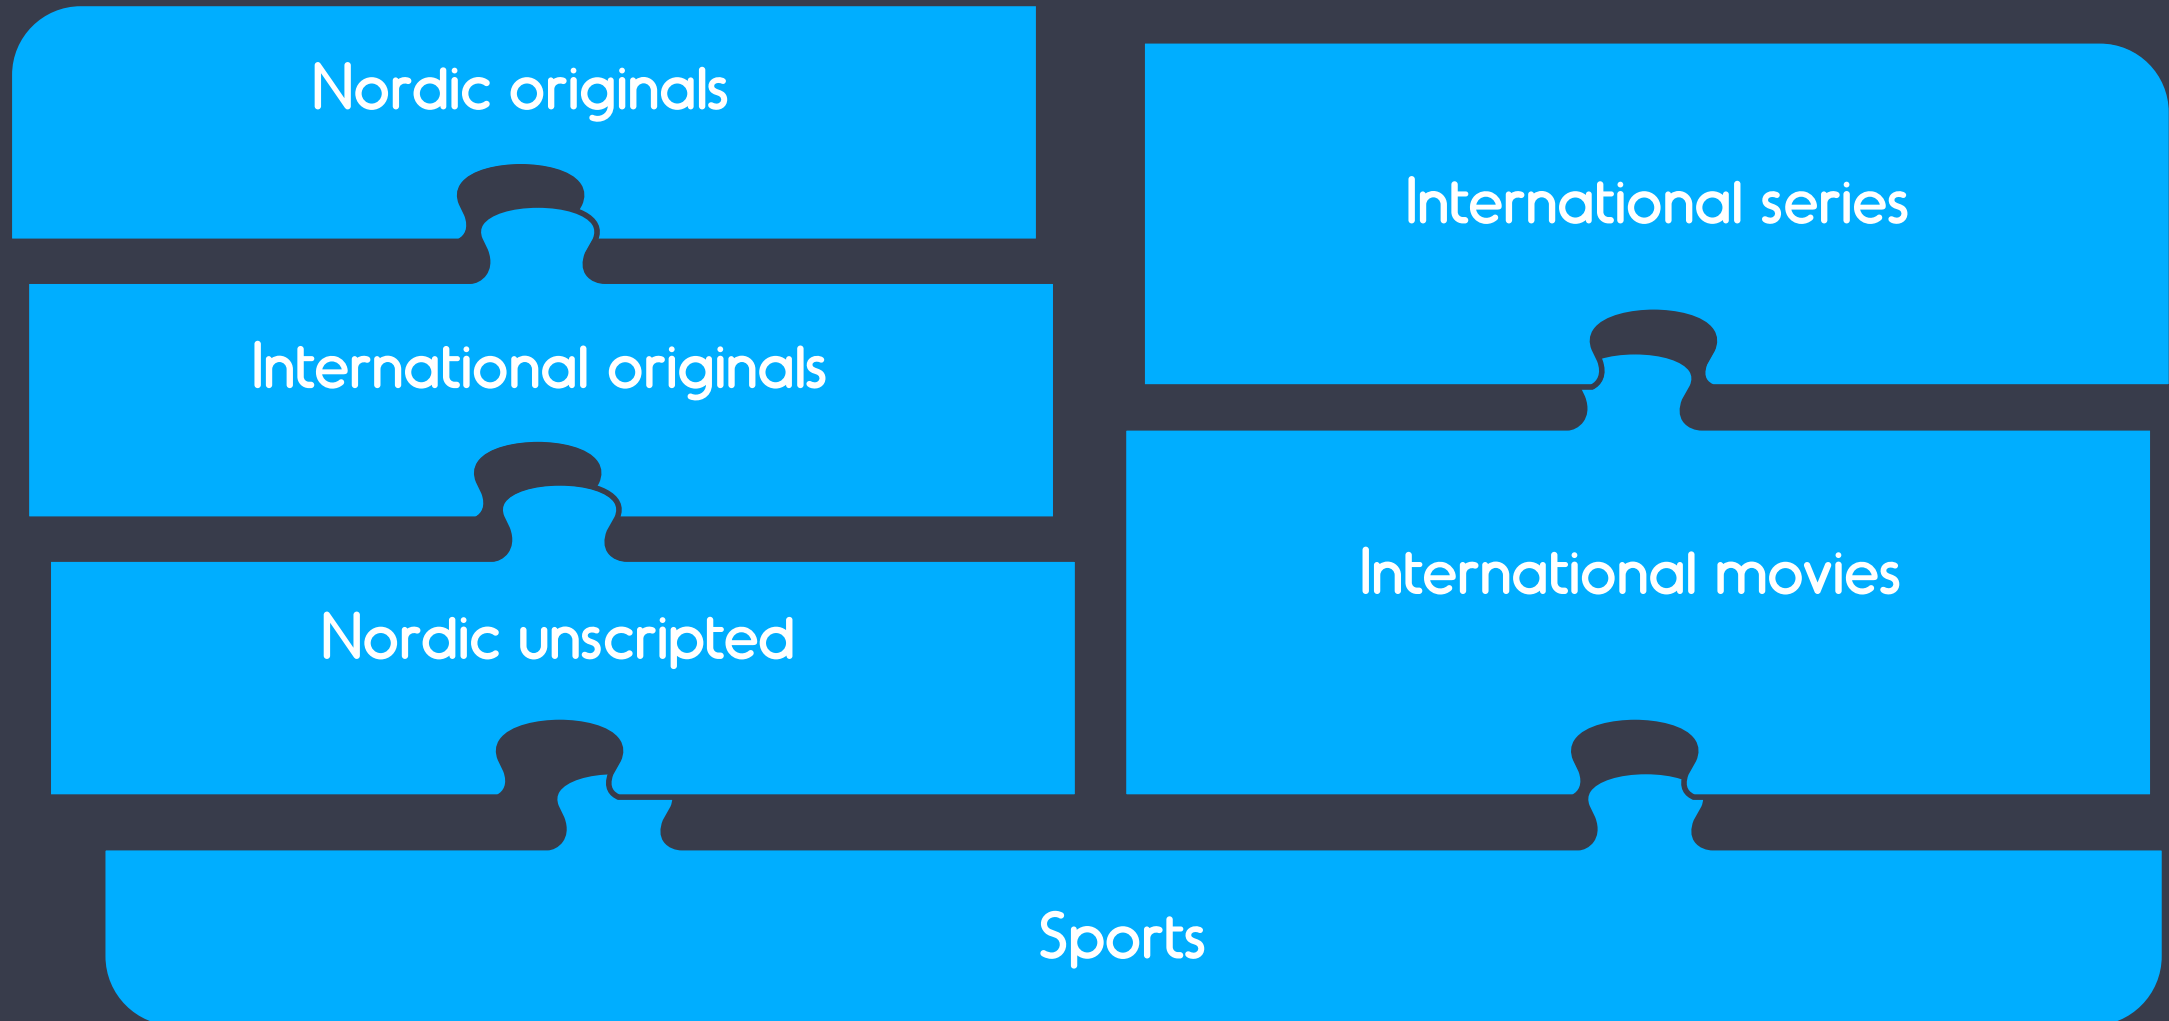 Nordic originals
International originals
Nordic unscripted
International series
International movies
Sports